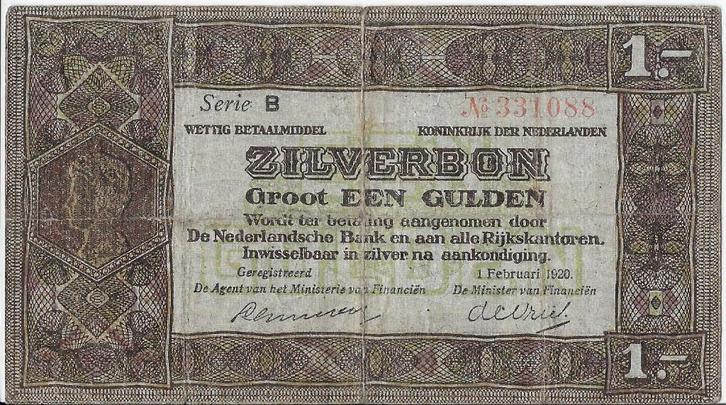 1.-
Serie B
№ 331088
WETTIG BETAALMIDDEL
KONINKRIJK DER NEDERLANDEN
ZILVERBON
Groot EEN GULDEN
Wordt ter betaling aangenomen door
De Nederlandsche Bank en aan alle Rijkskantoren.
Inwisselbaar in zilver na aankondiging.
Geregistreerd
1 Februari 1920.
De Agent van het Ministerie van Financiën
De Minister van Financiën
de Vries
1.-